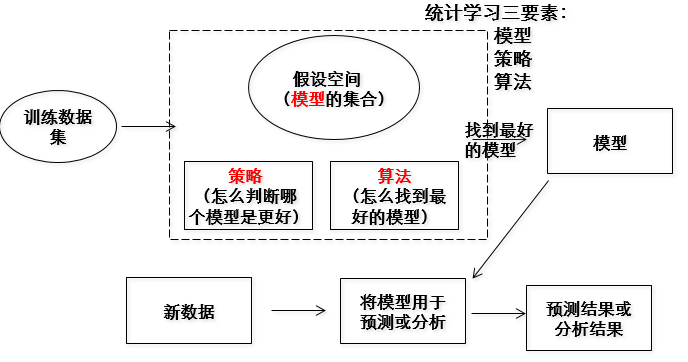 统计学习三要素：
模型
策略
算法
假设空间
（模型的集合）
训练数据
集
策略
（怎么判断哪
个模型是更好）
算法
（怎么找到最
好的模型）
找到最好
的模型
模型
新数据
将模型用于
预测或分析
预测结果或
分析结果